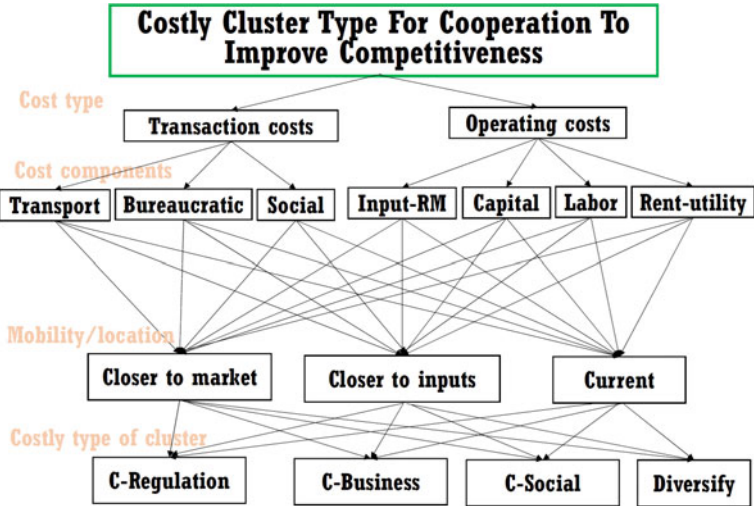 Costly Cluster Type For Cooperation To
Improve Competitiveness
Cost type
Transaction costs
Operating costs
Cost components
Transport
Bureaucratic
Social
Input-RM
Capital
Labor
Rent-utility
Mobility/location
Closer to market
Closer to inputs
Current
Costly type of cluster
C-Regulation
C-Business
C-Social
Diversify